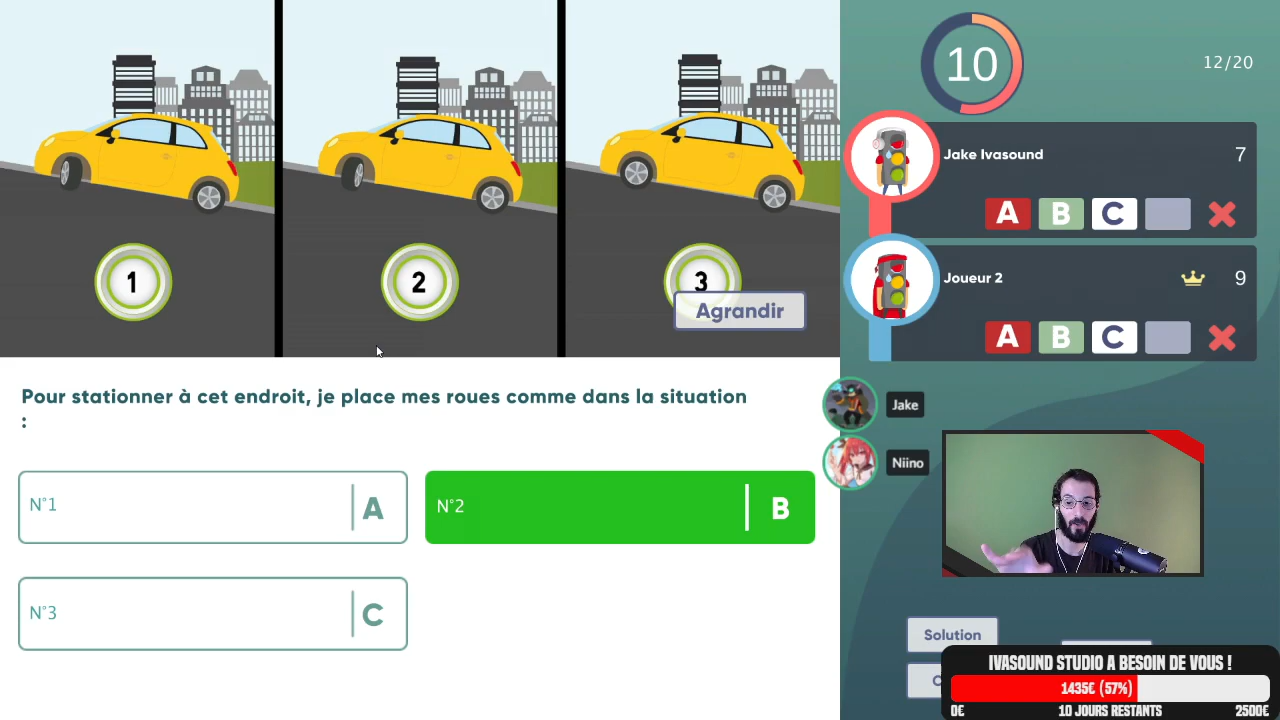 1
2
3
Agrandir
10
12/20
Jake Ivasound
7
A B C
Joueur 2
9
A B C
Jake
Niino
Pour stationner à cet endroit, je place mes roues comme dans la situation
:
N°1
A
N°2
B
N°3
C
Solution
IVASOUND STUDIO A BESOIN DE VOUS !
1435€ (57%)
0€ 10 JOURS RESTANTS 2500€